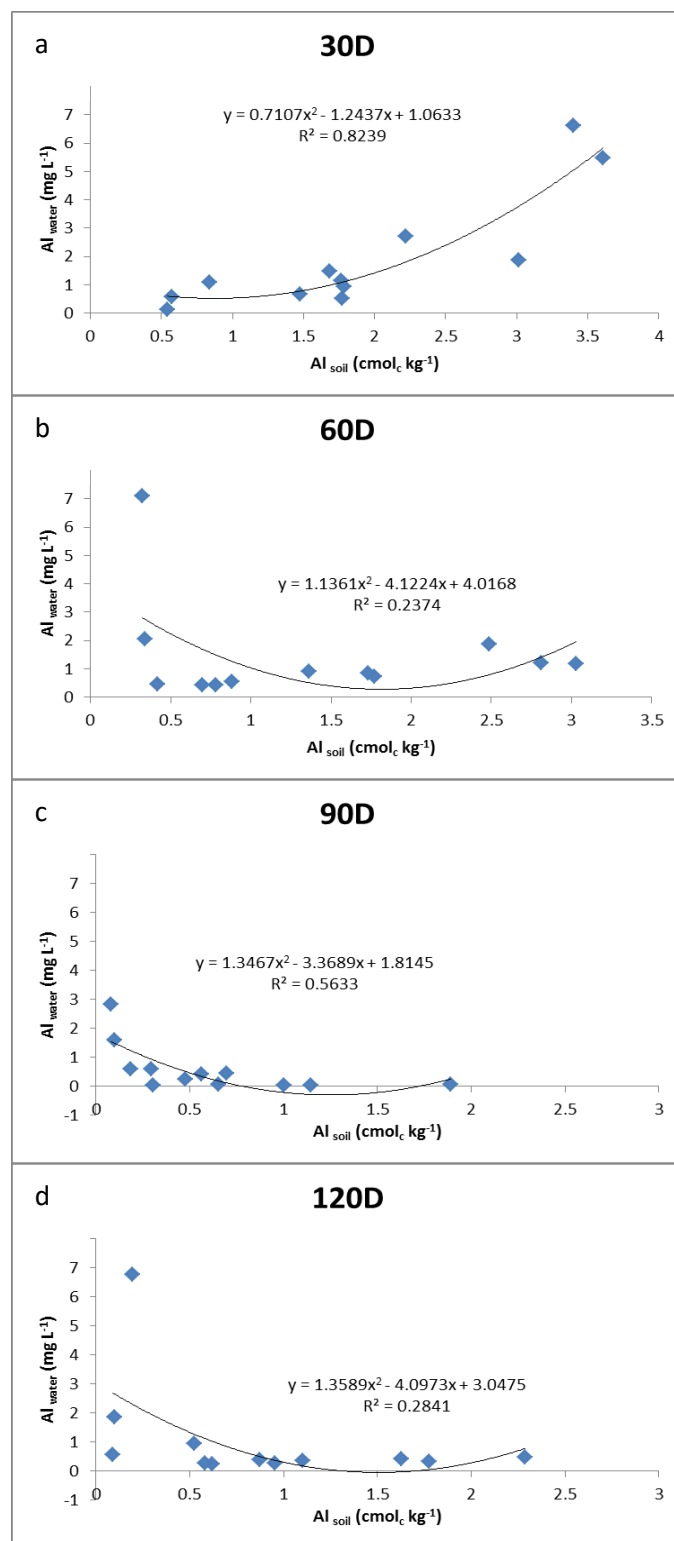 a
30D
y = 0.7107x² - 1.2437x + 1.0633
R² = 0.8239
Al water (mg L⁻¹)
7
6
5
4
3
2
1
0
0 0.5 1 1.5 2 2.5 3 3.5 4
Al soil (cmolc kg⁻¹)
b
60D
y = 1.1361x² - 4.1224x + 4.0168
R² = 0.2374
Al water (mg L⁻¹)
7
6
5
4
3
2
1
0
0 0.5 1 1.5 2 2.5 3 3.5
Al soil (cmolc kg⁻¹)
c
90D
y = 1.3467x² - 3.3689x + 1.8145
R² = 0.5633
Al water (mg L⁻¹)
7
6
5
4
3
2
1
0
-1
0 0.5 1 1.5 2 2.5 3
Al soil (cmolc kg⁻¹)
d
120D
y = 1.3589x² - 4.0973x + 3.0475
R² = 0.2841
Al water (mg L⁻¹)
7
6
5
4
3
2
1
0
-1
0 0.5 1 1.5 2 2.5 3
Al soil (cmolc kg⁻¹)